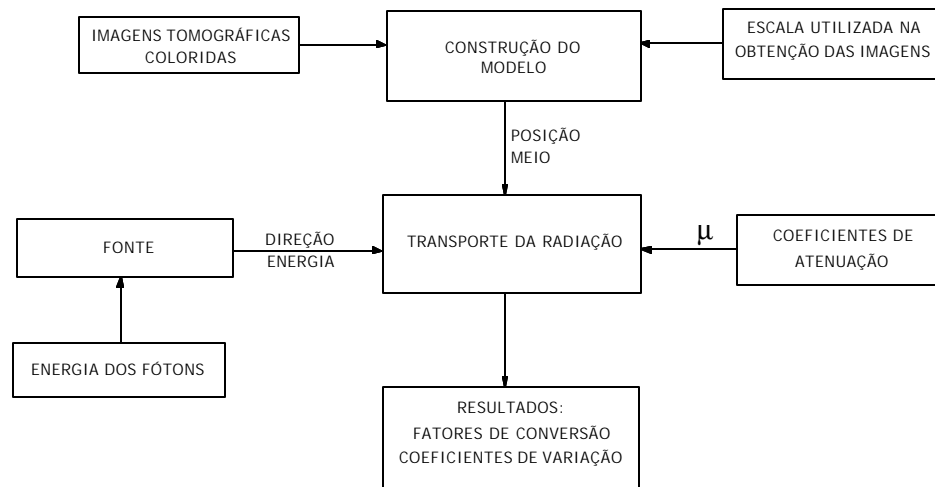 IMAGENS TOMOGRÁFICAS
COLORIDAS
CONSTRUÇÃO DO
MODELO
ESCALA UTILIZADA NA
OBTENÇÃO DAS IMAGENS
POSIÇÃO
MEIO
FONTE
DIREÇÃO
ENERGIA
TRANSPORTE DA RADIAÇÃO
μ
COEFICIENTES DE
ATENUAÇÃO
ENERGIA DOS FÓTONS
RESULTADOS:
FATORES DE CONVERSÃO
COEFICIENTES DE VARIAÇÃO